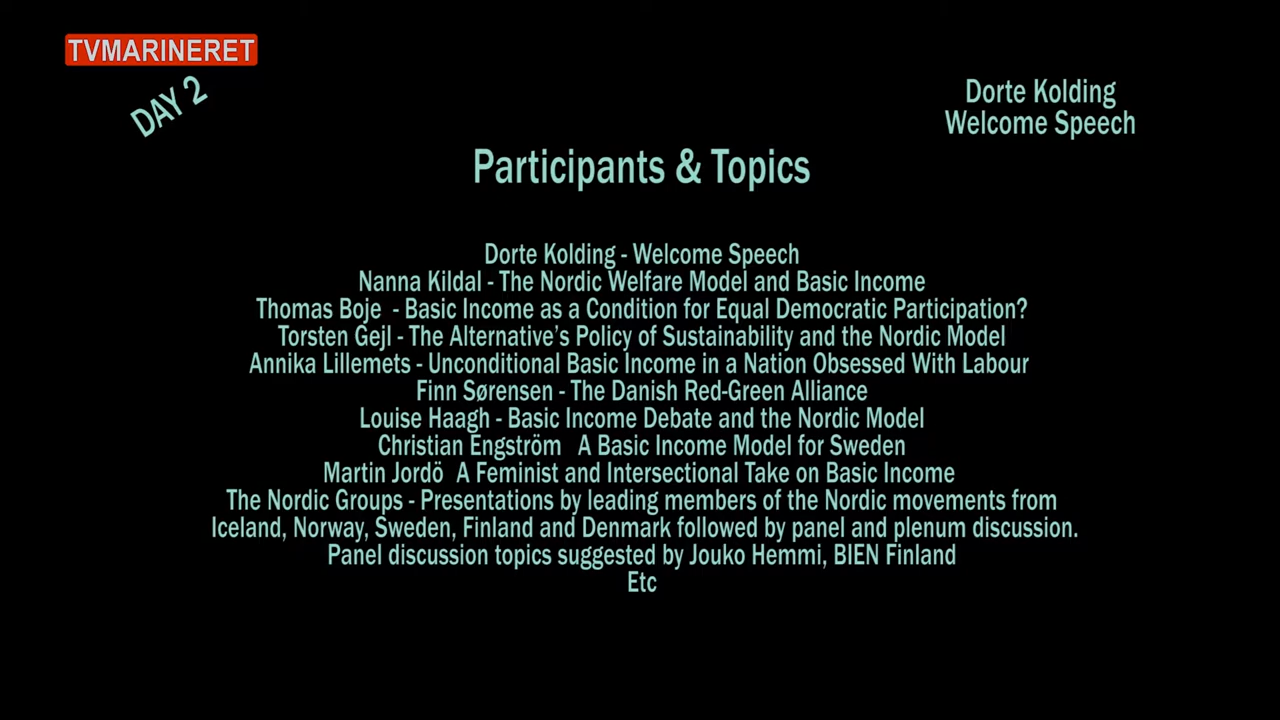 TVMARINERET
DAY 2
Dorte Kolding
Welcome Speech
Participants & Topics
Dorte Kolding - Welcome Speech
Nanna Kildal - The Nordic Welfare Model and Basic Income
Thomas Boje - Basic Income as a Condition for Equal Democratic Participation?
Torsten Gejl - The Alternative's Policy of Sustainability and the Nordic Model
Annika Lillemets - Unconditional Basic Income in a Nation Obsessed With Labour
Finn Sørensen - The Danish Red-Green Alliance
Louise Haagh - Basic Income Debate and the Nordic Model
Christian Engström A Basic Income Model for Sweden
Martin Jordö A Feminist and Intersectional Take on Basic Income
The Nordic Groups - Presentations by leading members of the Nordic movements from
Iceland, Norway, Sweden, Finland and Denmark followed by panel and plenum discussion.
Panel discussion topics suggested by Jouko Hemmi, BIEN Finland
Etc